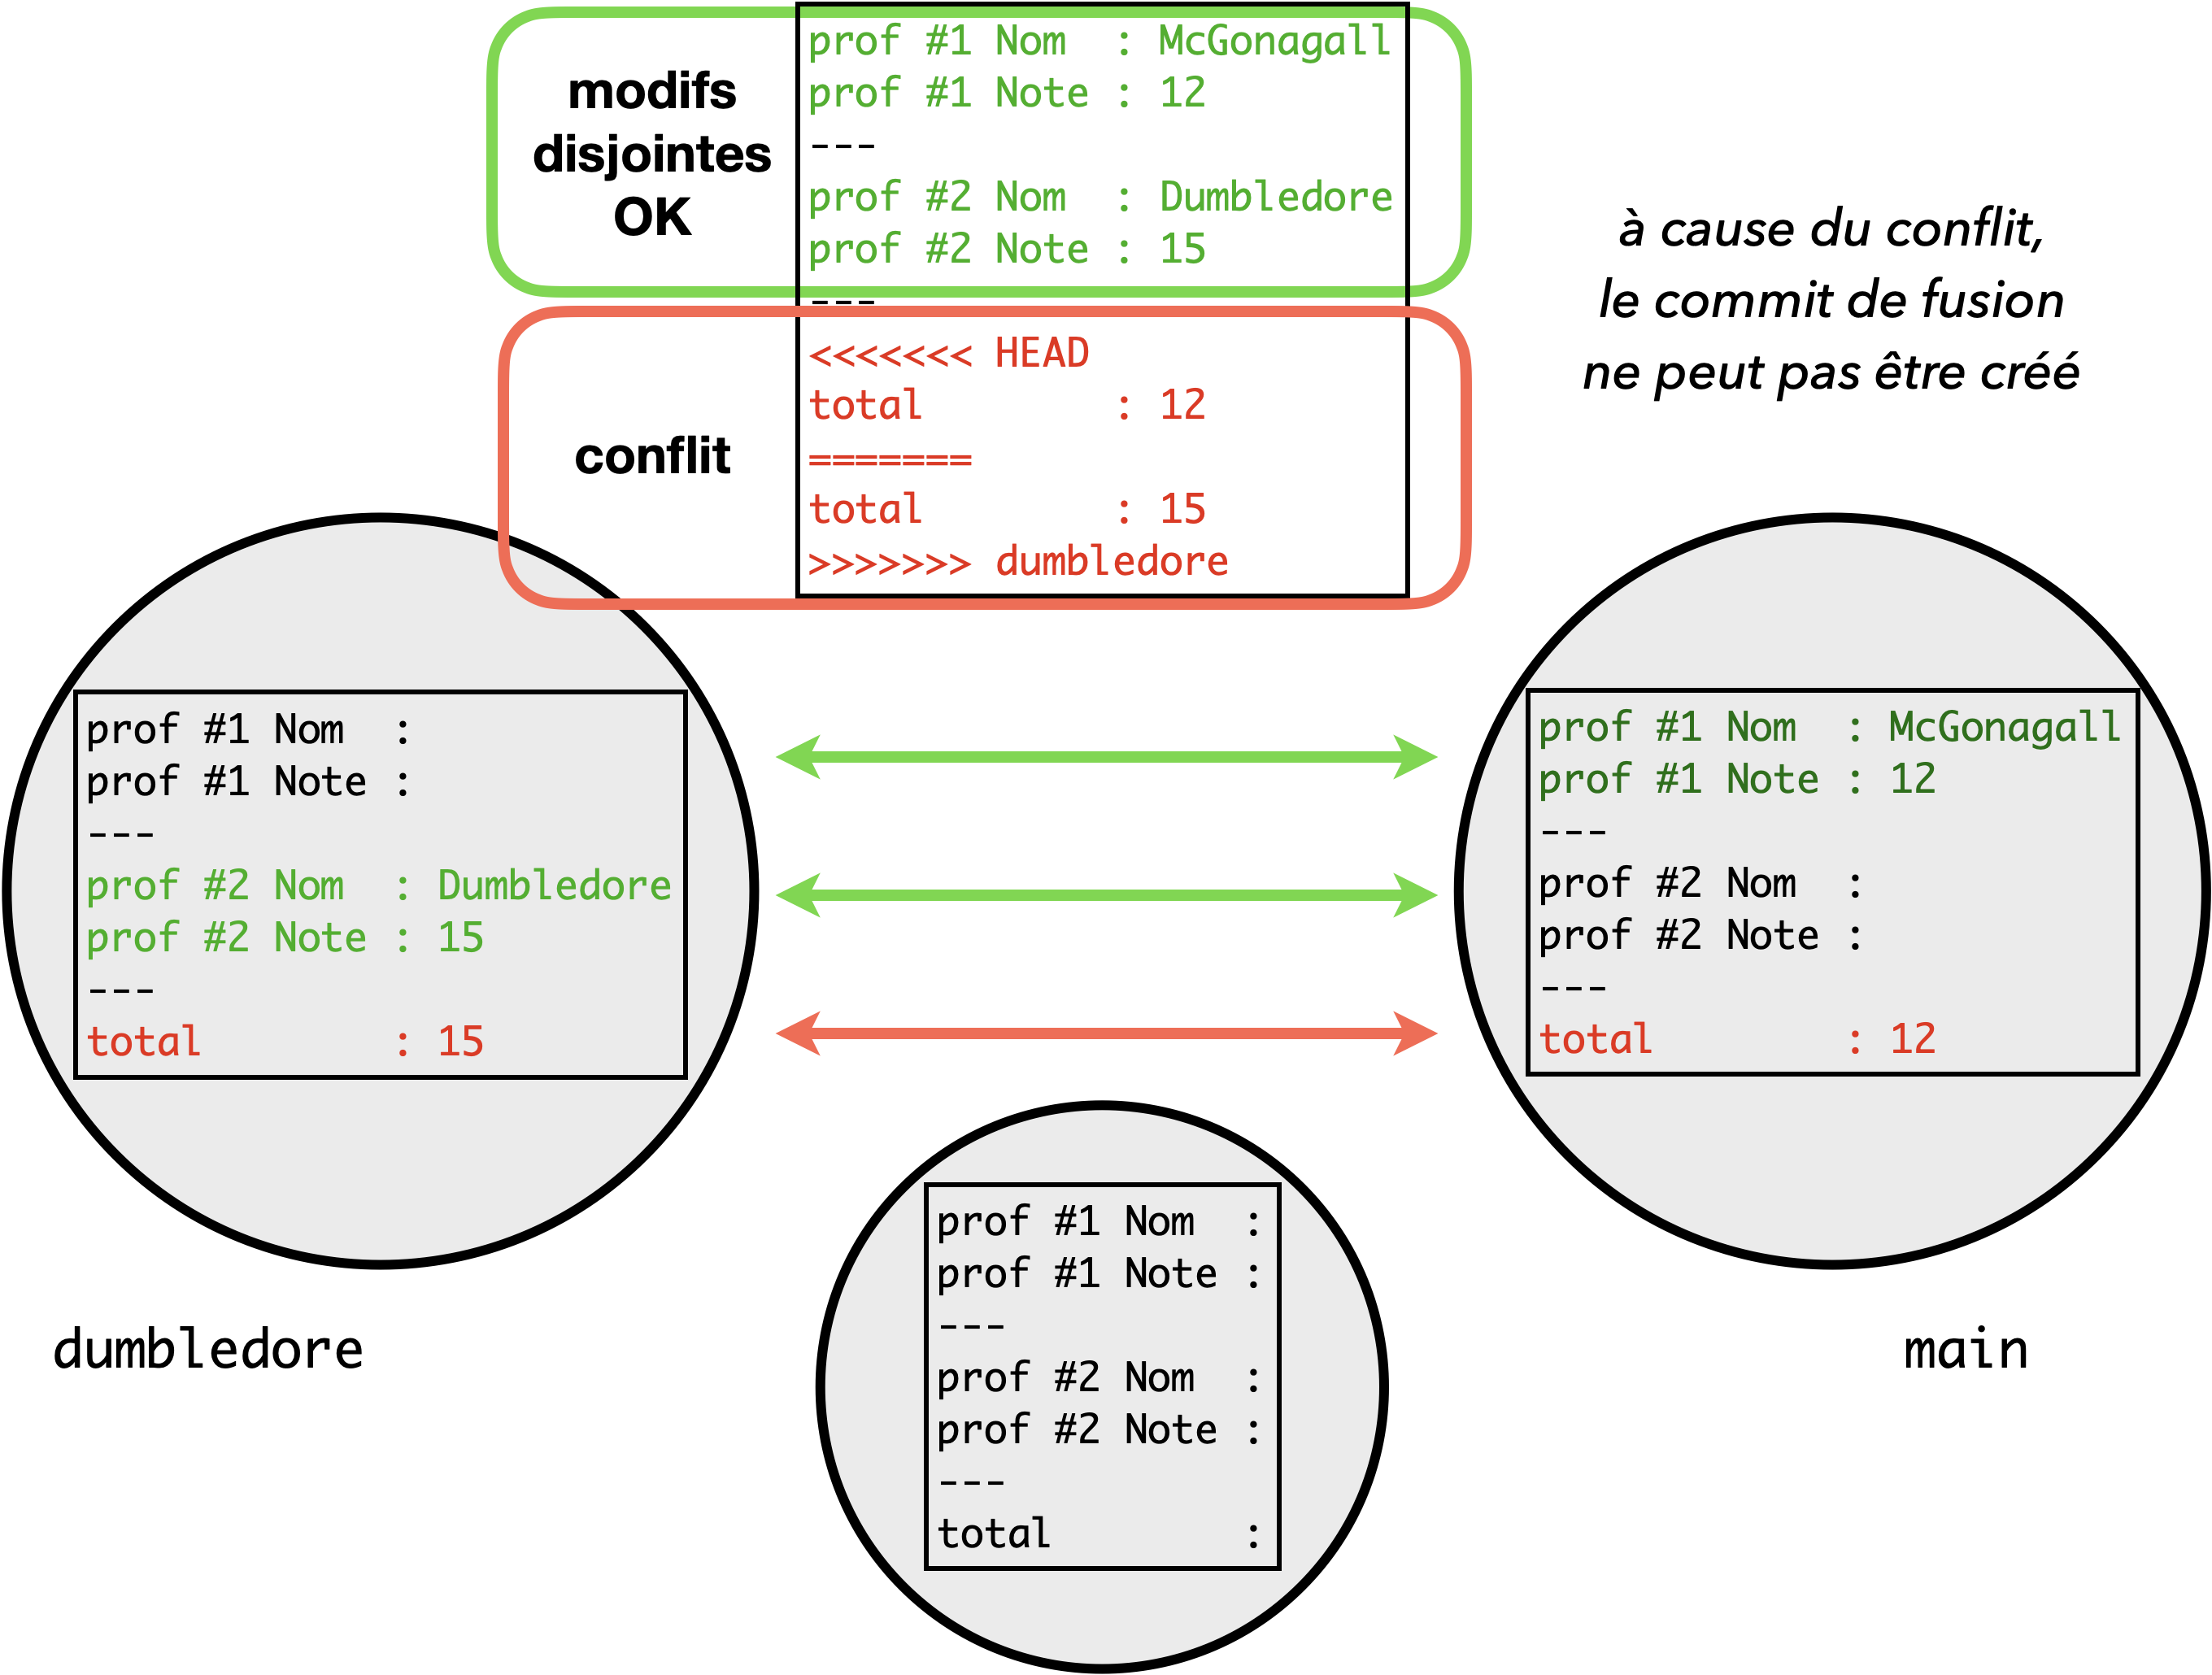 modifs
disjointes
OK
prof #1 Nom  : McGonagall
prof #1 Note : 12
---
prof #2 Nom  : Dumbledore
prof #2 Note : 15
---
à cause du conflit,
le commit de fusion
ne peut pas être créé
conflit
<<<<<<< HEAD
total        : 12
=======
total        : 15
>>>>>>> dumbledore
prof #1 Nom  :
prof #1 Note :
---
prof #2 Nom  : Dumbledore
prof #2 Note : 15
---
total        : 15
dumbledore
prof #1 Nom  : McGonagall
prof #1 Note : 12
---
prof #2 Nom  :
prof #2 Note :
---
total        : 12
main
prof #1 Nom  :
prof #1 Note :
---
prof #2 Nom  :
prof #2 Note :
---
total        :